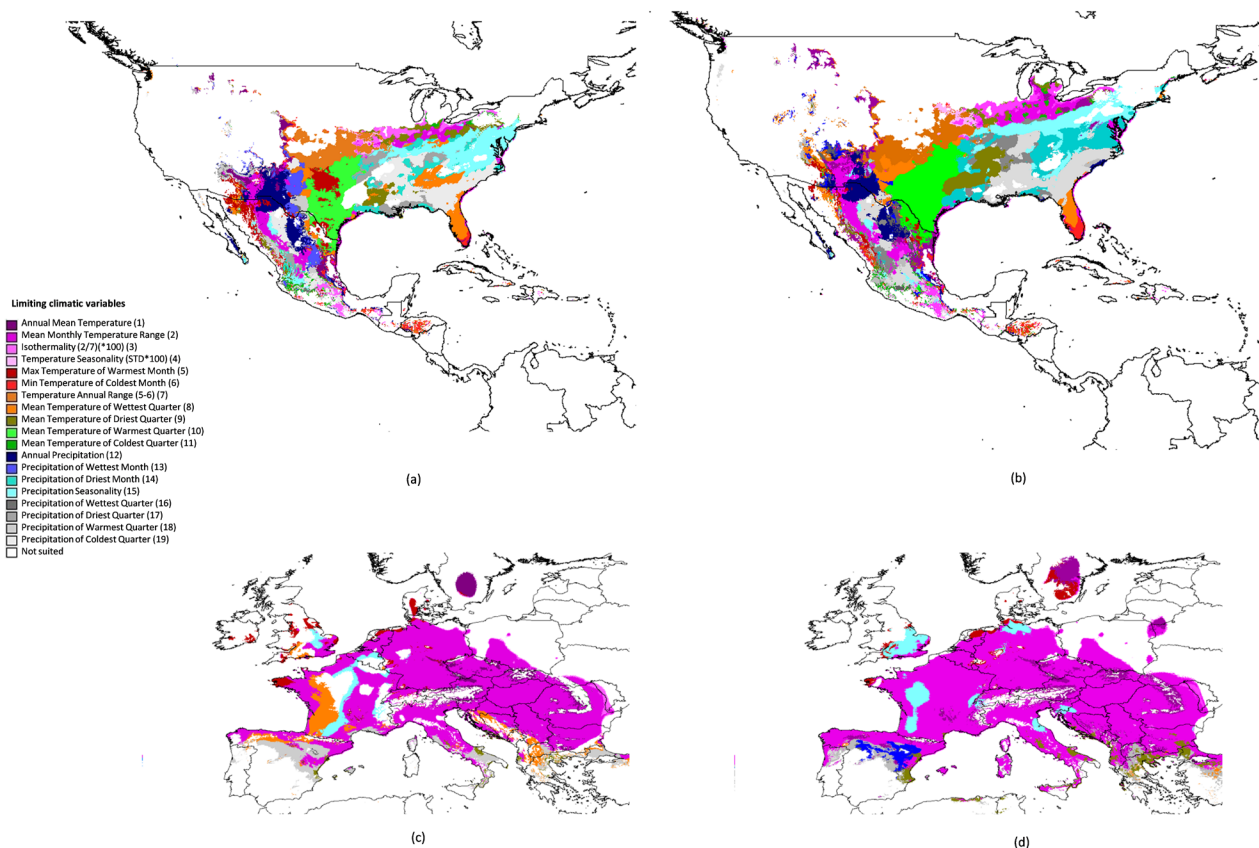 (a)
(b)
Limiting climatic variables
Annual Mean Temperature (1)
Mean Monthly Temperature Range (2)
Isothermality (2/7)(*100) (3)
Temperature Seasonality (STD*100) (4)
Max Temperature of Warmest Month (5)
Min Temperature of Coldest Month (6)
Temperature Annual Range (5-6) (7)
Mean Temperature of Wettest Quarter (8)
Mean Temperature of Driest Quarter (9)
Mean Temperature of Warmest Quarter (10)
Mean Temperature of Coldest Quarter (11)
Annual Precipitation (12)
Precipitation of Wettest Month (13)
Precipitation of Driest Month (14)
Precipitation Seasonality (15)
Precipitation of Wettest Quarter (16)
Precipitation of Driest Quarter (17)
Precipitation of Warmest Quarter (18)
Precipitation of Coldest Quarter (19)
Not suited
(c)
(d)